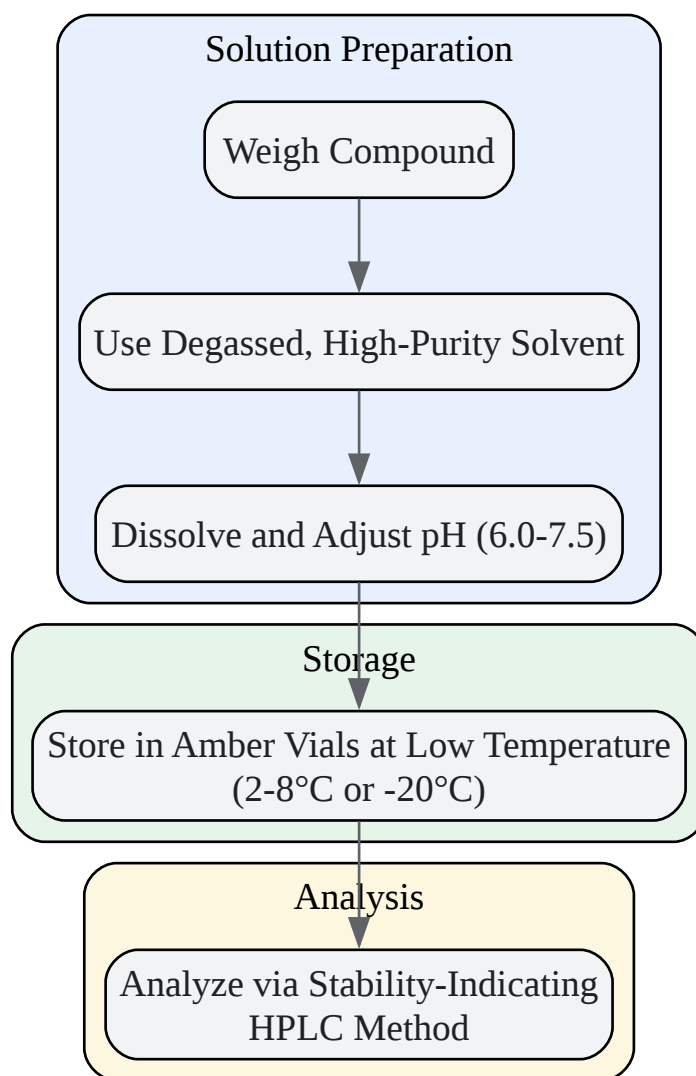 Solution Preparation
Weigh Compound
Use Degassed, High-Purity Solvent
Dissolve and Adjust pH (6.0-7.5)
Storage
Store in Amber Vials at Low Temperature
(2-8°C or -20°C)
Analysis
Analyze via Stability-Indicating
HPLC Method